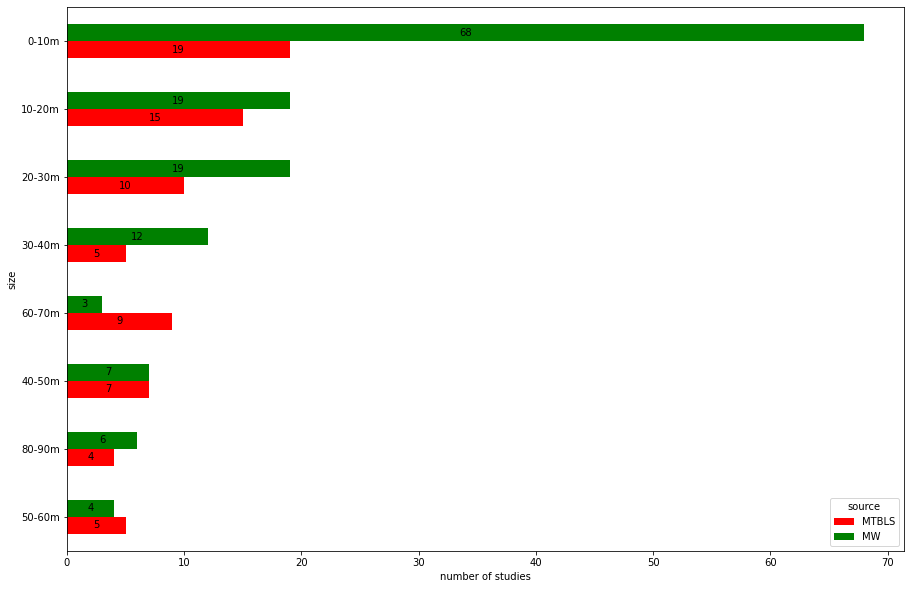 0-10m
68
19
10-20m
19
15
20-30m
19
10
30-40m
12
5
size
60-70m
3
9
40-50m
7
7
80-90m
6
4
50-60m
4
5
source
MTBLS
MW
0 10 20 30 40 50 60 70
number of studies